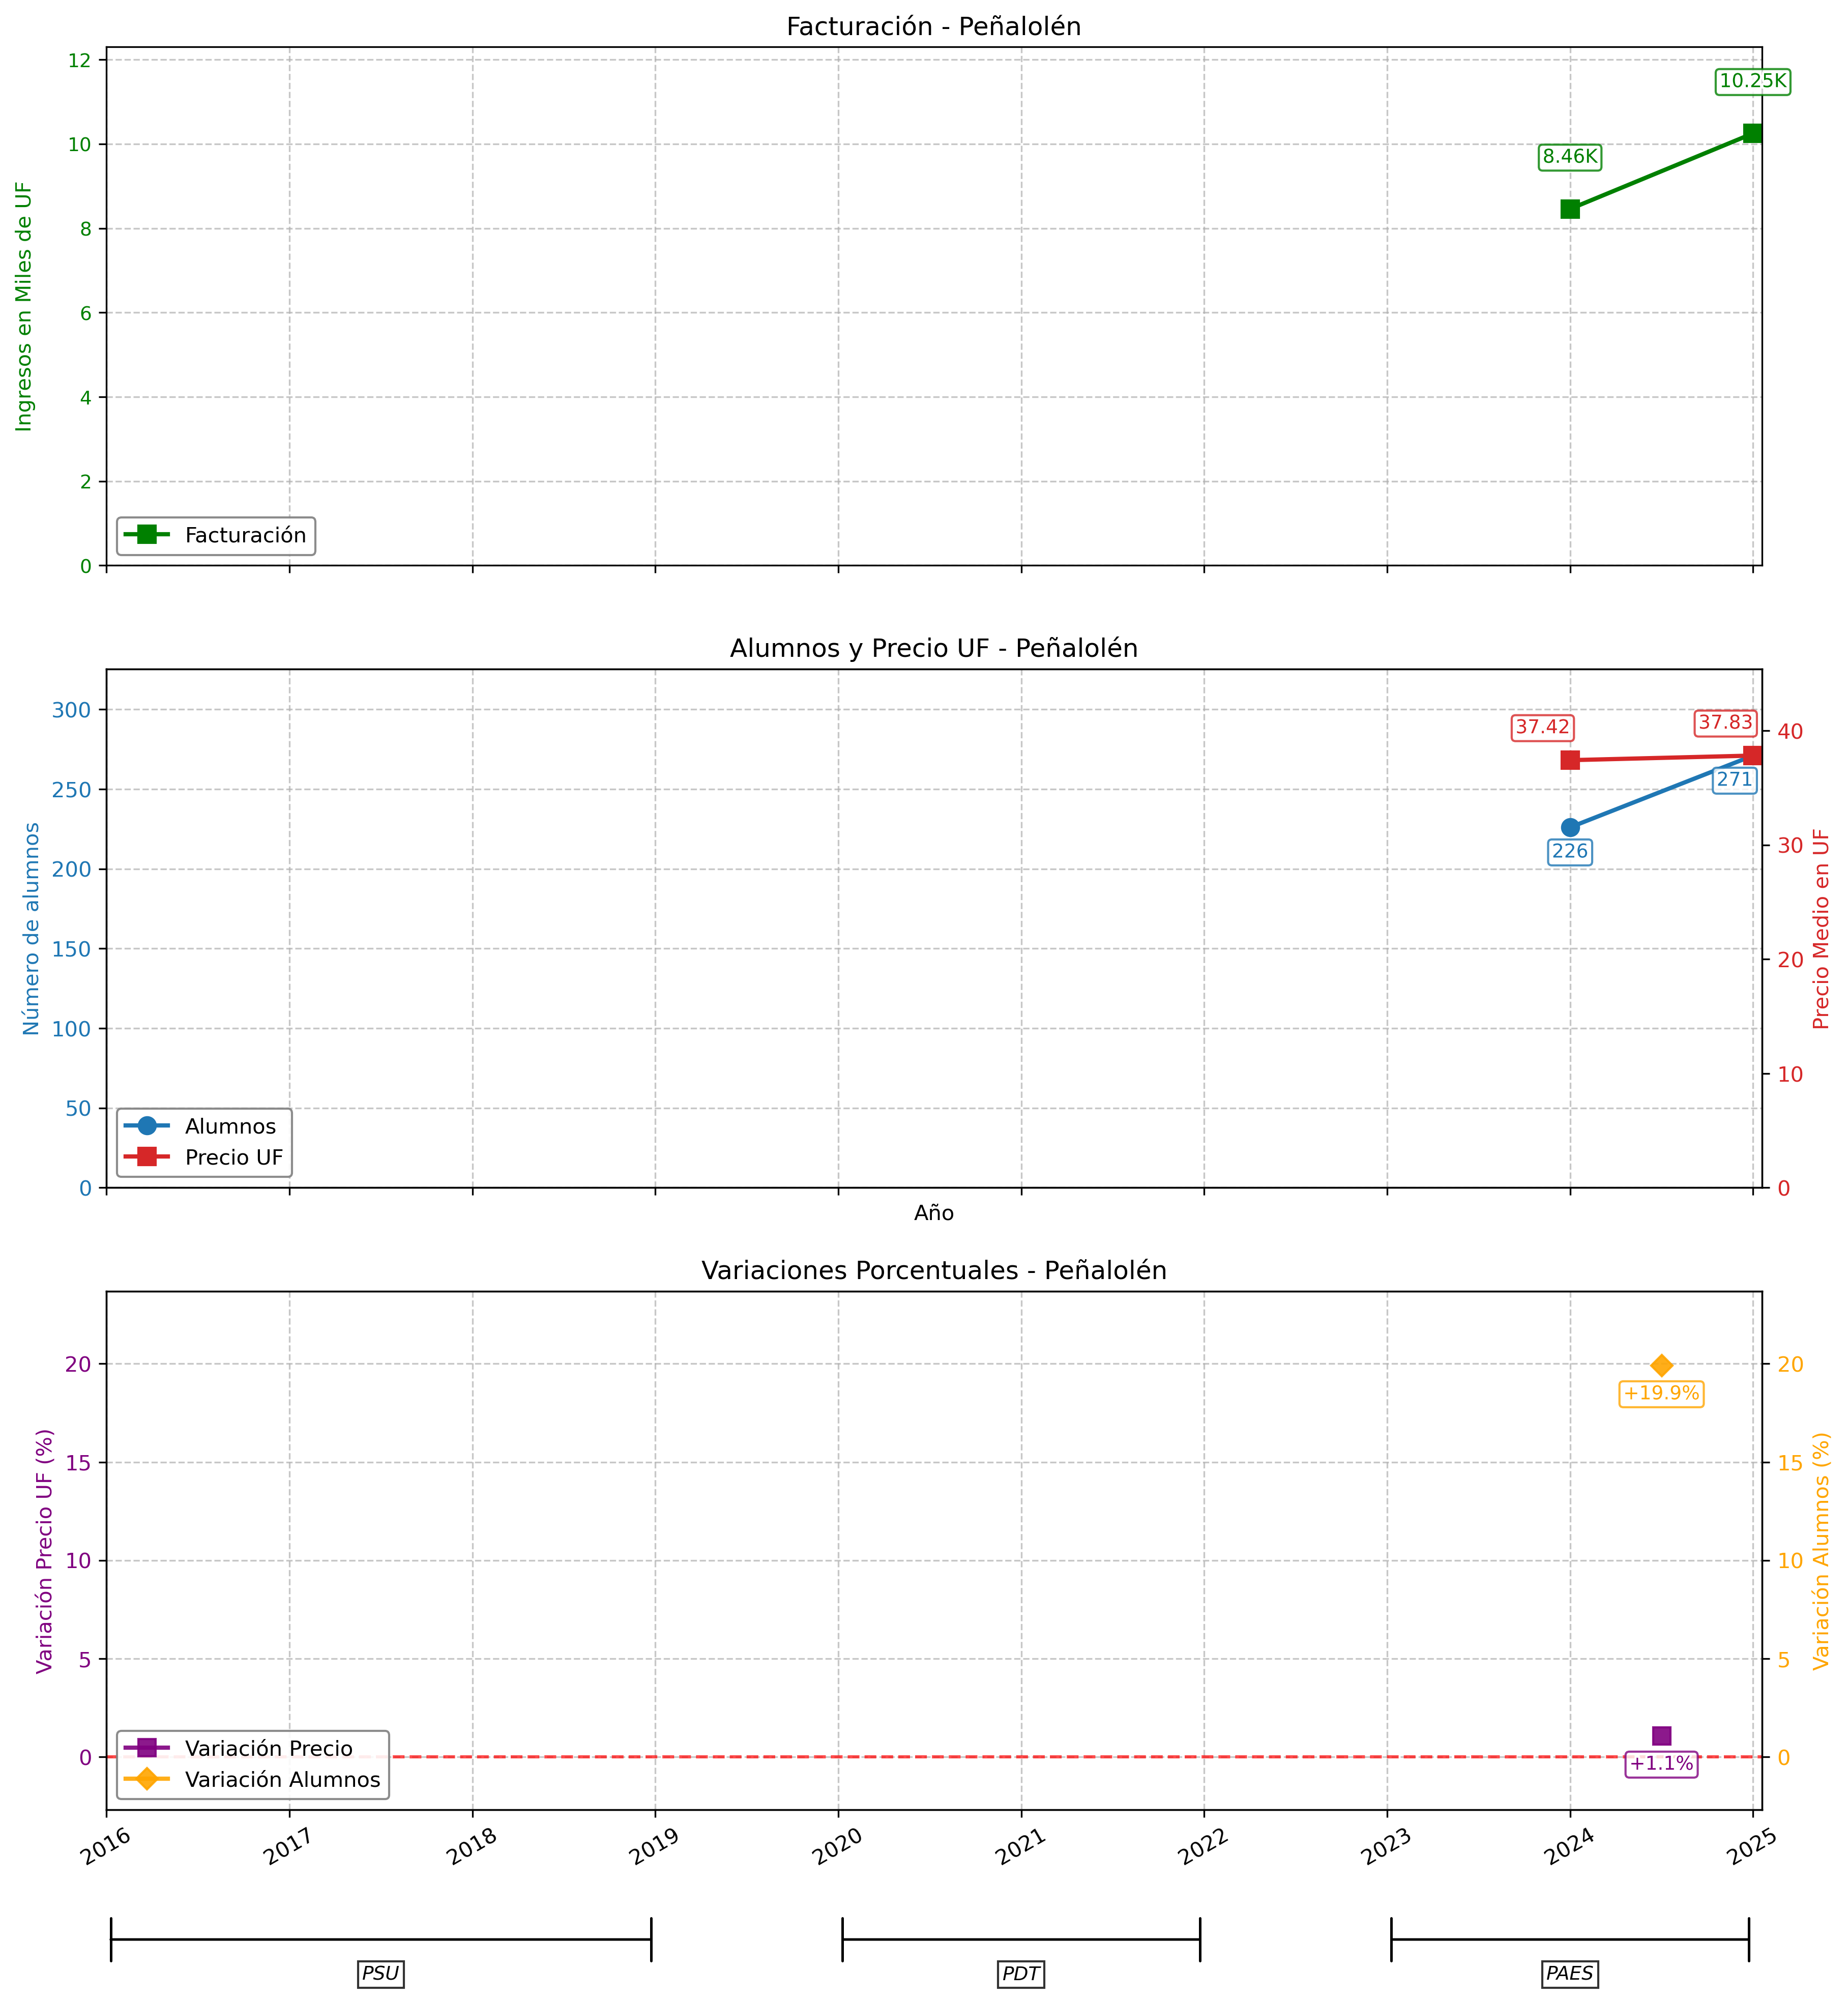 Facturación - Peñalolén
Ingresos en Miles de UF
12
10
8
6
4
2
0
10.25K
8.46K
Facturación
Alumnos y Precio UF - Peñalolén
Número de alumnos
300
250
200
150
100
50
0
37.42
37.83
271
226
40
30
20
10
0
Precio Medio en UF
Alumnos
Precio UF
Año
Variaciones Porcentuales - Peñalolén
Variación Precio UF (%)
20
15
10
5
0
+19.9%
+1.1%
20
15
10
5
0
Variación Alumnos (%)
Variación Precio
Variación Alumnos
2016
2017
2018
2019
2020
2021
2022
2023
2024
2025
PSU
PDT
PAES